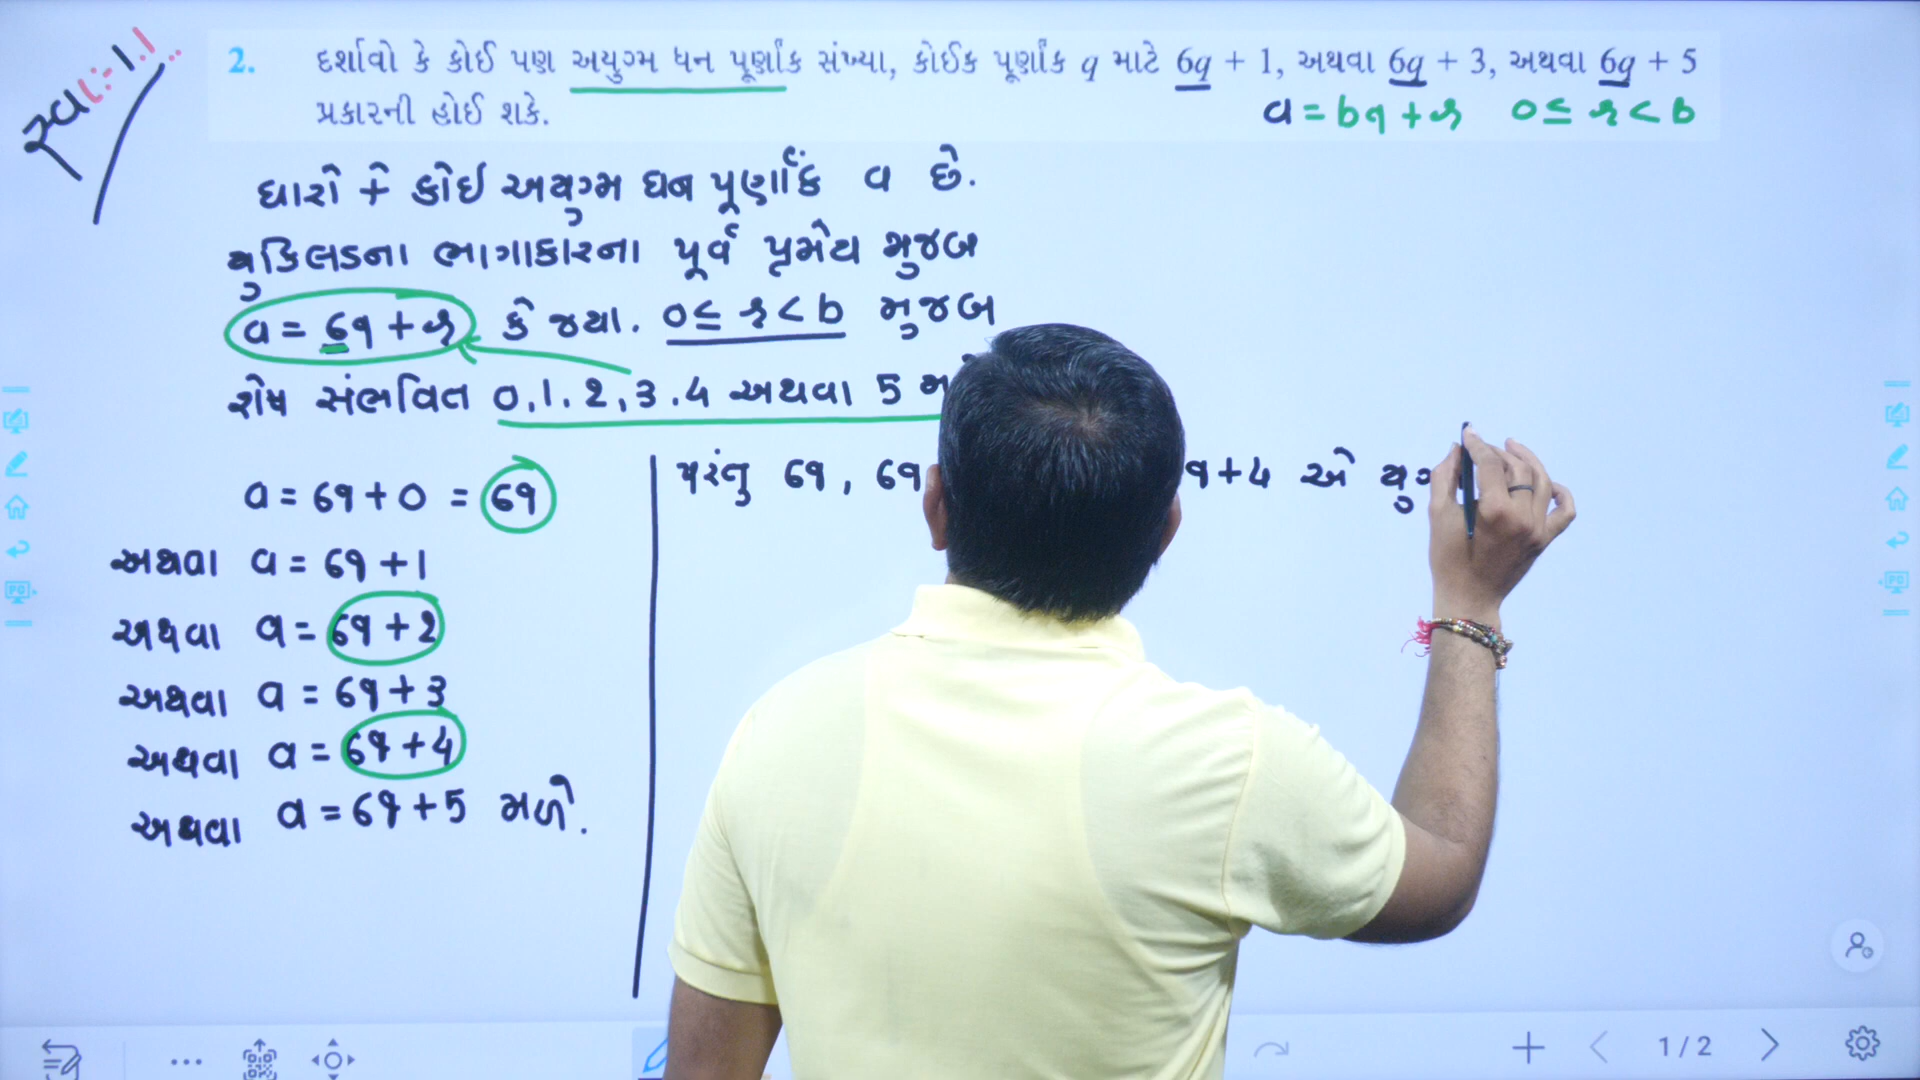 સ્વા:- 1.1
2. દર્શાવો કે કોઈ પણ અયુગ્મ ધન પૂર્ણાંક સંખ્યા, કોઈક પૂર્ણાંક q માટે 6q + 1, અથવા 6q + 3, અથવા 6q + 5
પ્રકારની હોઈ શકે.
a = bq + r 0 ≤ r < b
ધારો કે કોઈ અયુગ્મ ધન પૂર્ણાંક a છે.
યુક્લિડના ભાગાકારના પૂર્વ પ્રમેય મુજબ
a = 6q + r કે જ્યાં. 0 ≤ r < b મુજબ
શેષ સંભવિત 0, 1, 2, 3, 4 અથવા 5
a = 6q + 0 = 6q
અથવા a = 6q + 1
અથવા a = 6q + 2
અથવા a = 6q + 3
અથવા a = 6q + 4
અથવા a = 6q + 5 મળે.
પરંતુ 6q, 6q q + 4 એ
1 / 2